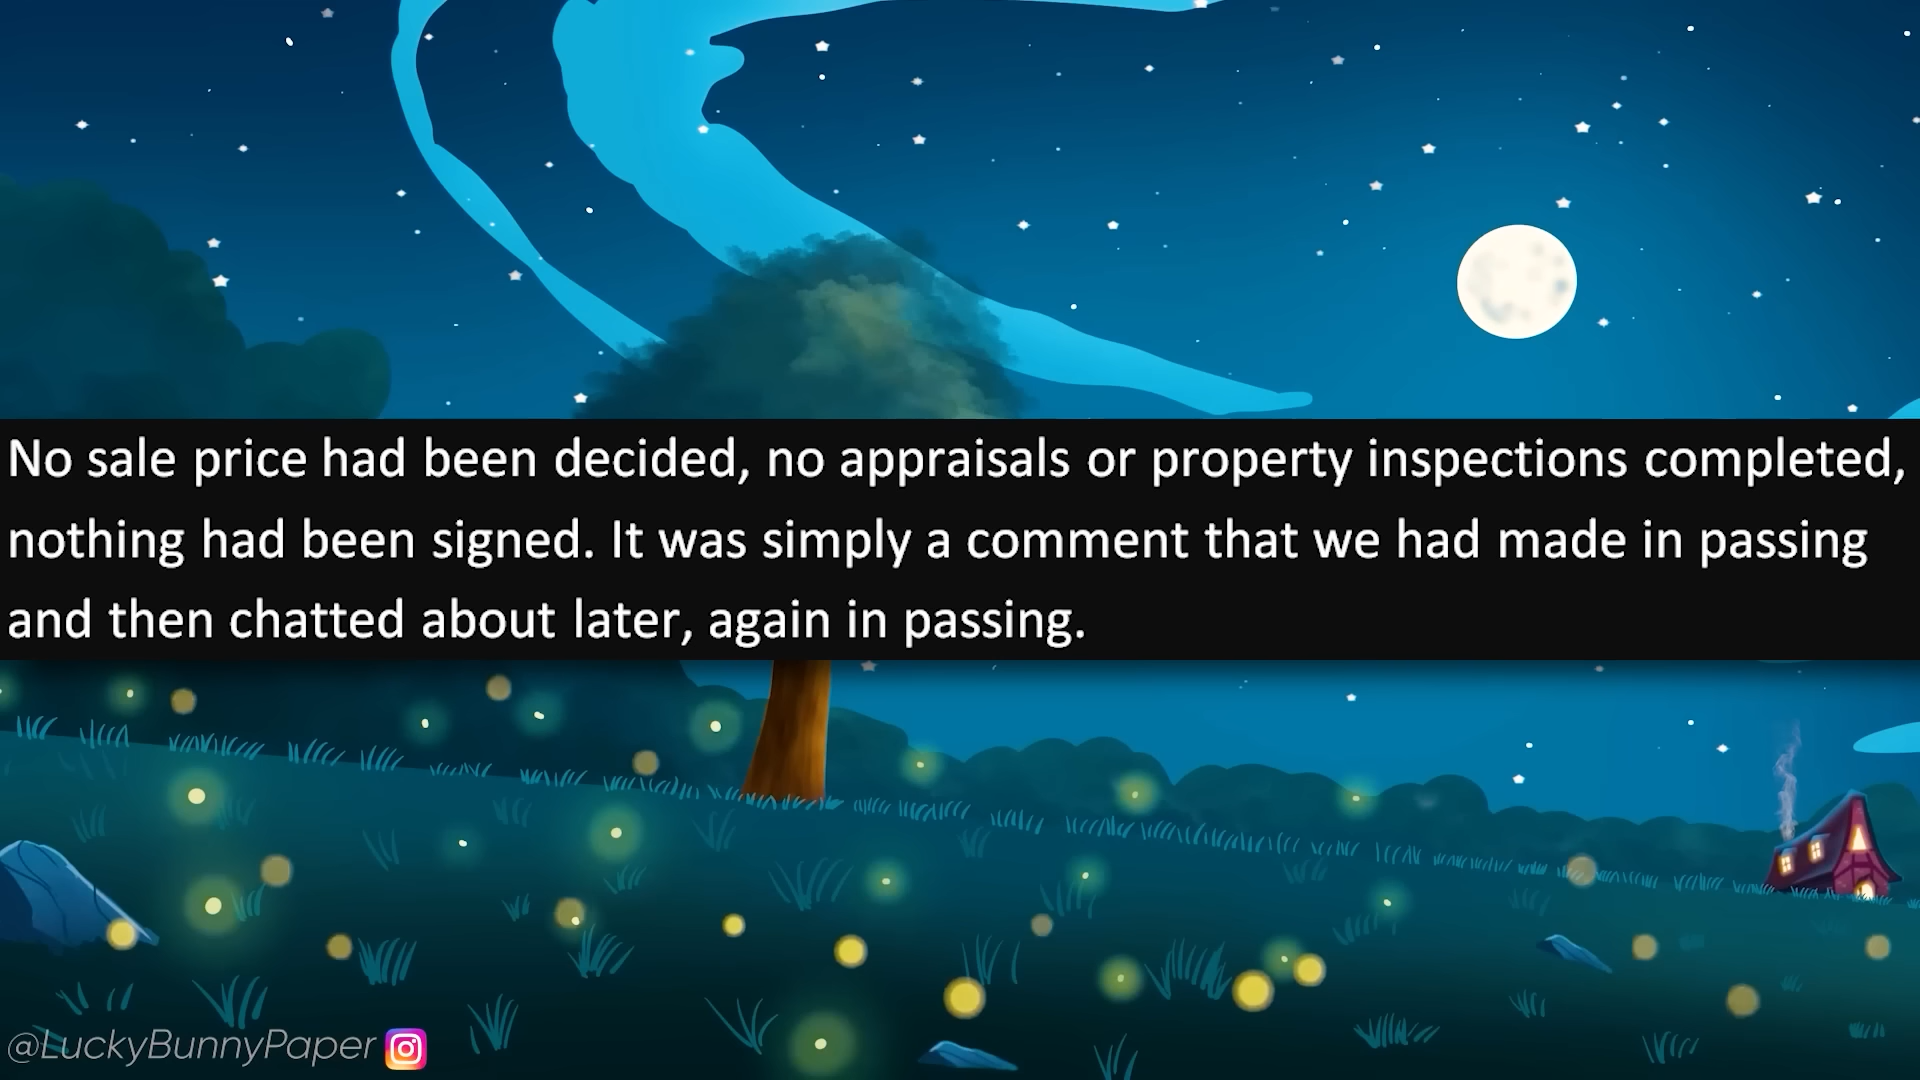 No sale price had been decided, no appraisals or property inspections completed,
nothing had been signed. It was simply a comment that we had made in passing
and then chatted about later, again in passing.
@LuckyBunnyPaper